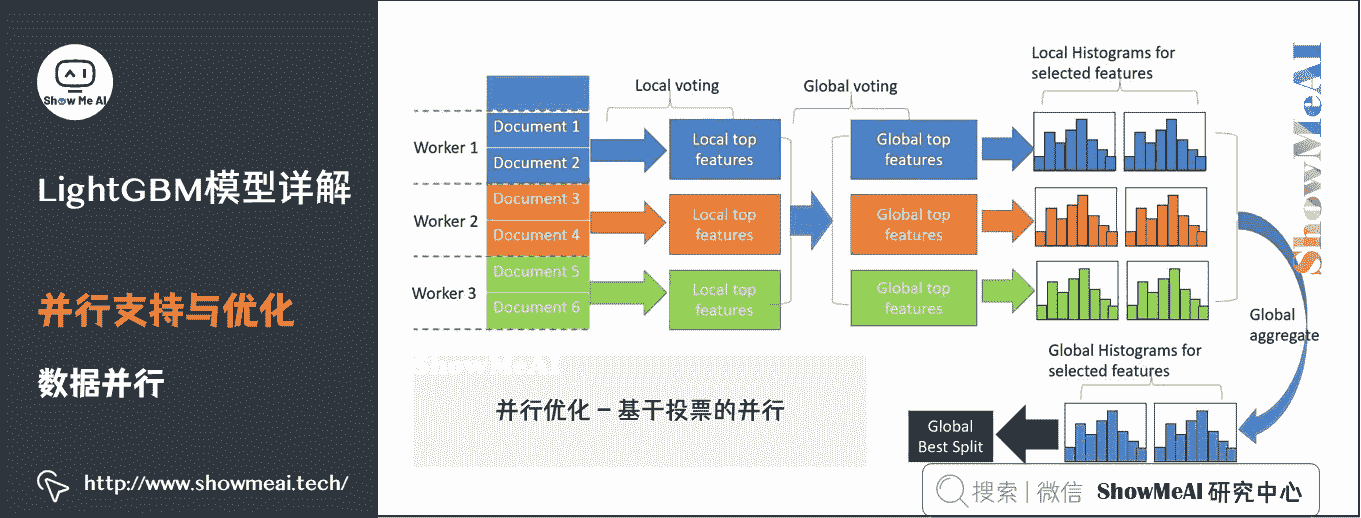 Show Me AI
LightGBM模型详解
并行支持与优化
数据并行
http://www.showmeai.tech/
Local voting
Global voting
Local Histograms for
selected features
Worker 1
Document 1
Document 2
Local top
features
Global top
features
Worker 2
Document 3
Document 4
Local top
features
Global top
features
Worker 3
Document 5
Document 6
Local top
features
Global top
features
ShowMeAI
Global
aggregate
Global Histograms for
selected features
Global
Best Split
ShowMeAI
并行优化 – 基于投票的并行
搜索 | 微信 ShowMeAI 研究中心